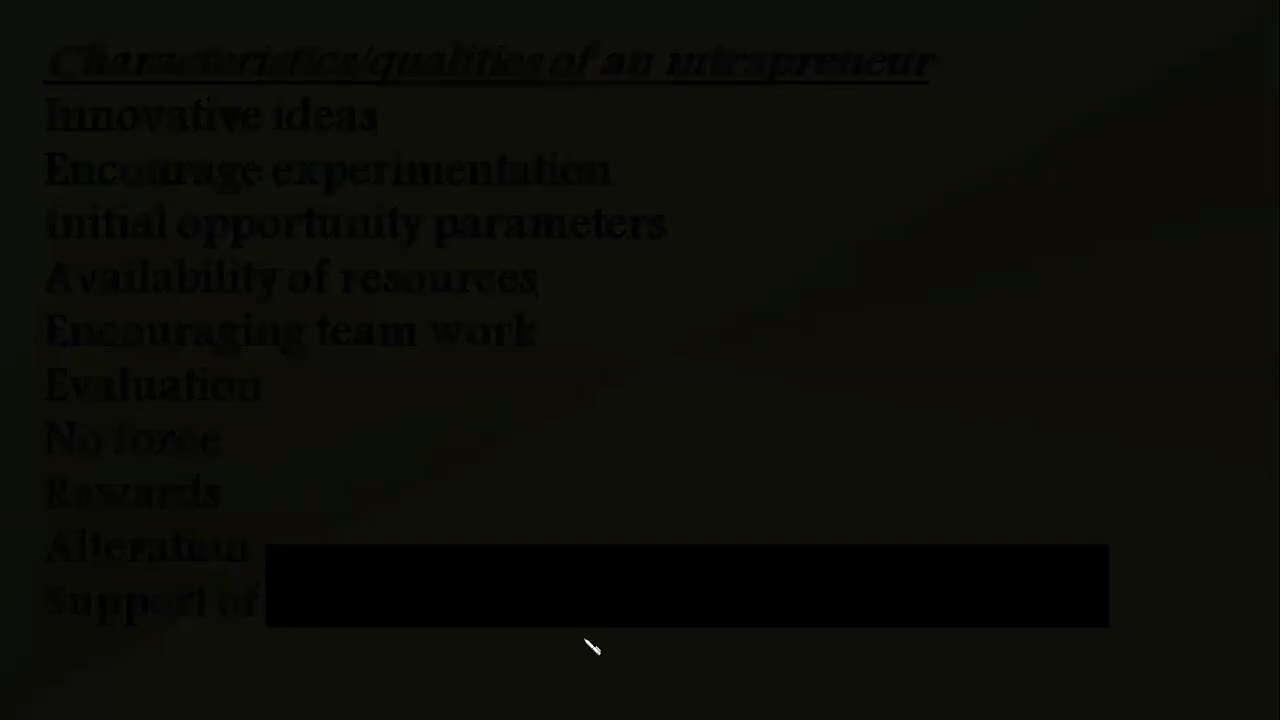 Characteristics/qualities of an intrapreneur
Innovative ideas
Encourage experimentation
Initial opportunity parameters
Availability of resources
Encouraging team work
Evaluation
No force
Rewards
Alteration
Support of